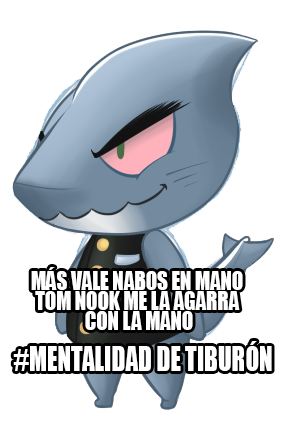 MÁS VALE NABOS EN MANO
TOM NOOK ME LA AGARRA
CON LA MANO
#MENTALIDAD DE TIBURÓN